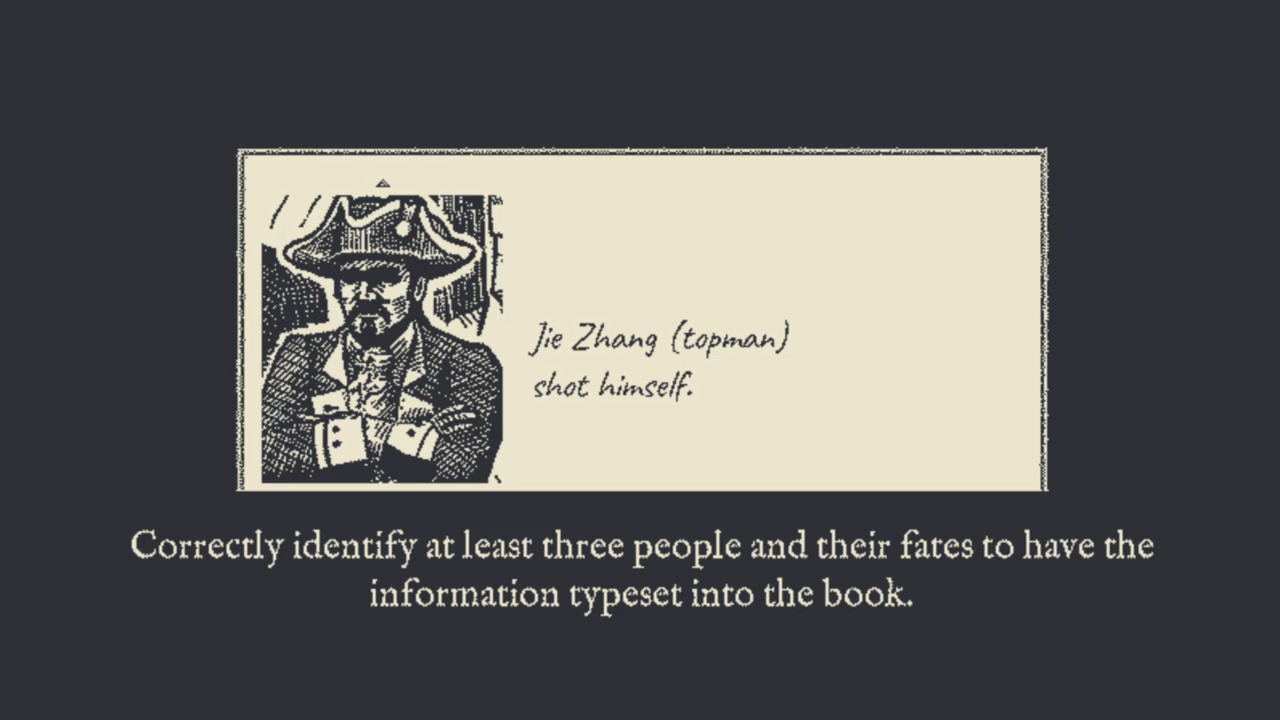 Jie Zhang (topman)
shot himself.
Correctly identify at least three people and their fates to have the
information typeset into the book.